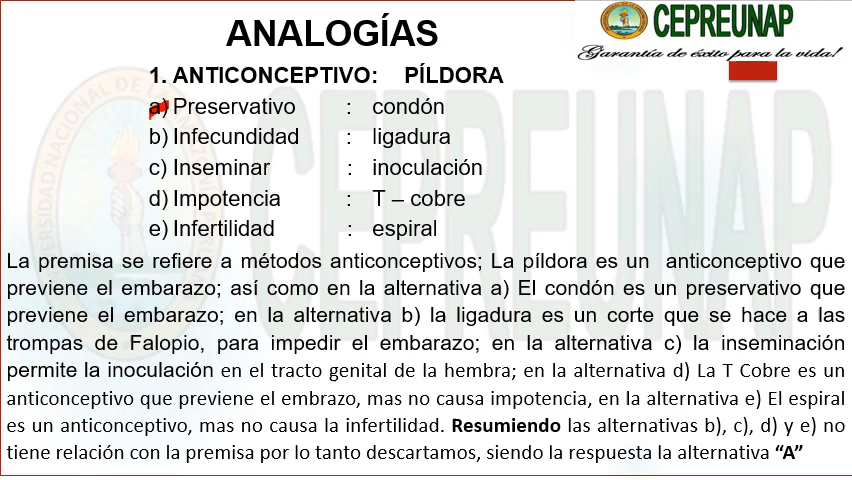 ANALOGÍAS
CEPREUNAP
Garantía de éxito para la vida!
1. ANTICONCEPTIVO: PÍLDORA
a) Preservativo : condón
b) Infecundidad : ligadura
c) Inseminar : inoculación
d) Impotencia : T – cobre
e) Infertilidad : espiral
La premisa se refiere a métodos anticonceptivos; La píldora es un anticonceptivo que
previene el embarazo; así como en la alternativa a) El condón es un preservativo que
previene el embarazo; en la alternativa b) la ligadura es un corte que se hace a las
trompas de Falopio, para impedir el embarazo; en la alternativa c) la inseminación
permite la inoculación en el tracto genital de la hembra; en la alternativa d) La T Cobre es un
anticonceptivo que previene el embrazo, mas no causa impotencia, en la alternativa e) El espiral
es un anticonceptivo, mas no causa la infertilidad. Resumiendo las alternativas b), c), d) y e) no
tiene relación con la premisa por lo tanto descartamos, siendo la respuesta la alternativa “A”
CEPREUNAP